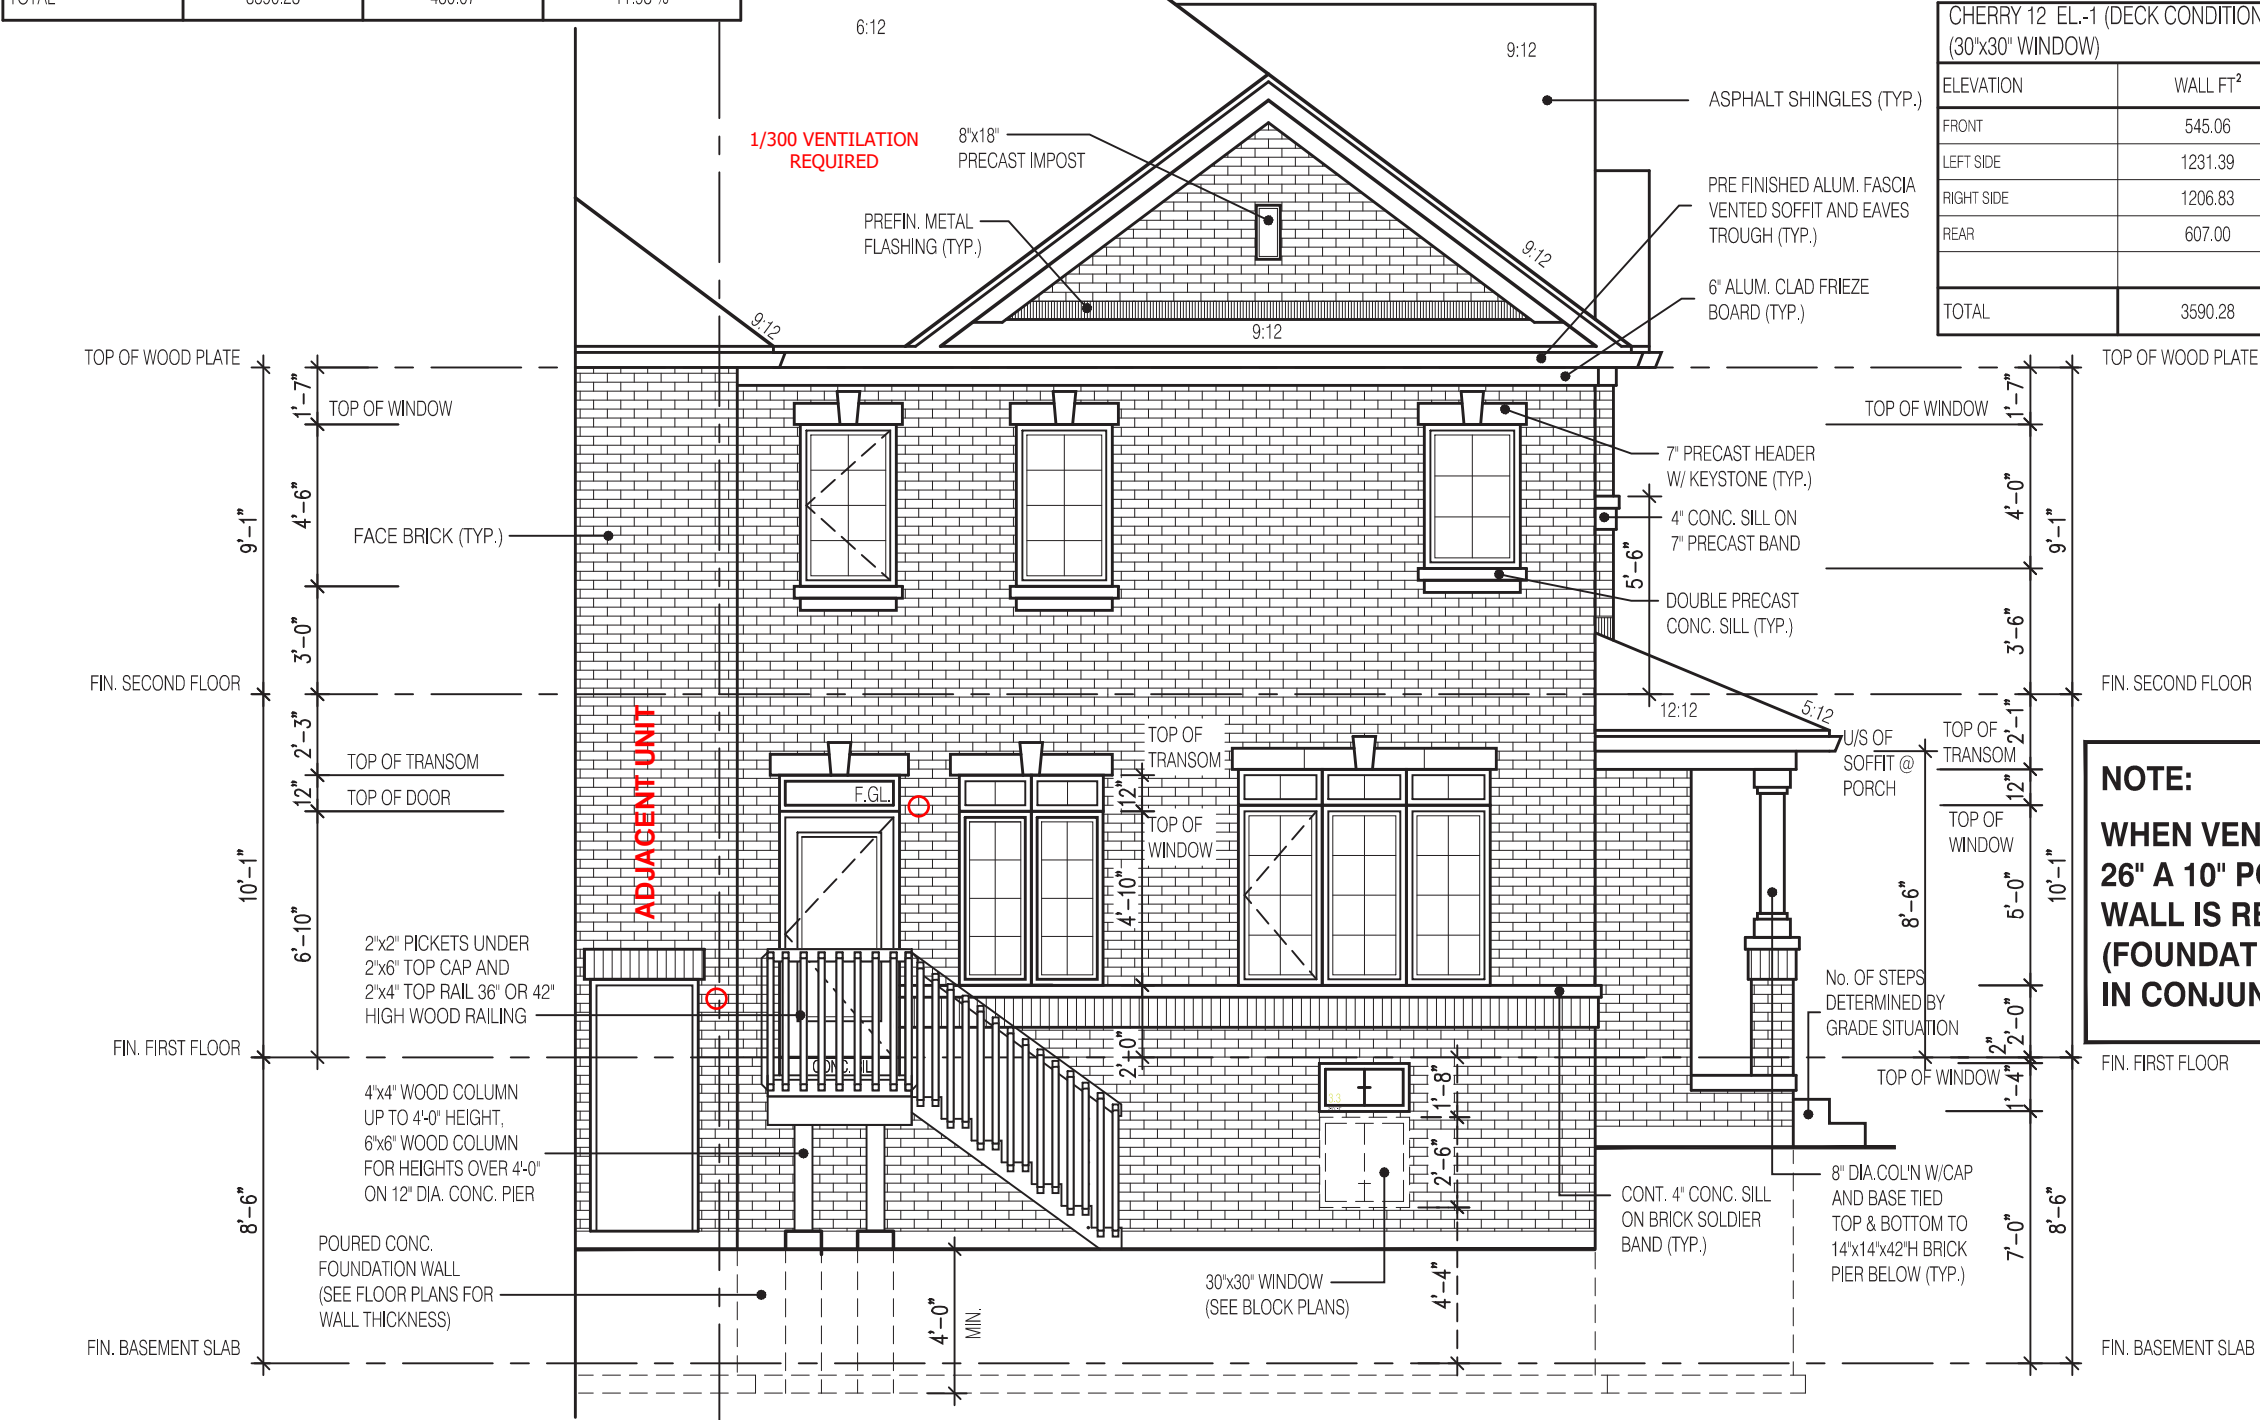 TOTAL
6:12
9:12
CHERRY 12 EL.-1 (DECK CONDITION
(30"x30" WINDOW)
ELEVATION
WALL FT²
FRONT
545.06
LEFT SIDE
1231.39
RIGHT SIDE
1206.83
REAR
607.00
TOTAL
3590.28
ASPHALT SHINGLES (TYP.)
1/300 VENTILATION
REQUIRED
8"x18"
PRECAST IMPOST
PRE FINISHED ALUM. FASCIA
VENTED SOFFIT AND EAVES
TROUGH (TYP.)
PREFIN. METAL
FLASHING (TYP.)
9:12
6" ALUM. CLAD FRIEZE
BOARD (TYP.)
9:12
9:12
TOP OF WOOD PLATE
TOP OF WOOD PLATE
1'-7"
TOP OF WINDOW
TOP OF WINDOW
1'-7"
7" PRECAST HEADER
W/ KEYSTONE (TYP.)
9'-1"
4'-6"
FACE BRICK (TYP.)
4" CONC. SILL ON
7" PRECAST BAND
5'-6"
4'-0"
9'-1"
DOUBLE PRECAST
CONC. SILL (TYP.)
3'-0"
3'-6"
FIN. SECOND FLOOR
FIN. SECOND FLOOR
12:12
5:12
2'-3"
TOP OF TRANSOM
12"
TOP OF DOOR
ADJACENT UNIT
F.GL.
TOP OF
TRANSOM
12"
TOP OF
WINDOW
4'-10"
U/S OF
SOFFIT @
PORCH
TOP OF
TRANSOM
2'-1"
12"
TOP OF
WINDOW
10'-1"
6'-10"
8'-6"
5'-0"
10'-1"
NOTE:
WHEN VEN
26" A 10" PO
WALL IS RE
(FOUNDAT
IN CONJUN
2"x2" PICKETS UNDER
2"x6" TOP CAP AND
2"x4" TOP RAIL 36" OR 42"
HIGH WOOD RAILING
No. OF STEPS
DETERMINED BY
GRADE SITUATION
2'-0"
2'-0"
2"
FIN. FIRST FLOOR
FIN. FIRST FLOOR
TOP OF WINDOW
1'-4"
1'-8"
4"x4" WOOD COLUMN
UP TO 4'-0" HEIGHT,
6"x6" WOOD COLUMN
FOR HEIGHTS OVER 4'-0"
ON 12" DIA. CONC. PIER
2'-6"
8'-6"
CONT. 4" CONC. SILL
ON BRICK SOLDIER
BAND (TYP.)
8" DIA.COL'N W/CAP
AND BASE TIED
TOP & BOTTOM TO
14"x14"x42"H BRICK
PIER BELOW (TYP.)
7'-0"
8'-6"
POURED CONC.
FOUNDATION WALL
(SEE FLOOR PLANS FOR
WALL THICKNESS)
30"x30" WINDOW
(SEE BLOCK PLANS)
4'-0"
MIN.
4'-4"
FIN. BASEMENT SLAB
FIN. BASEMENT SLAB